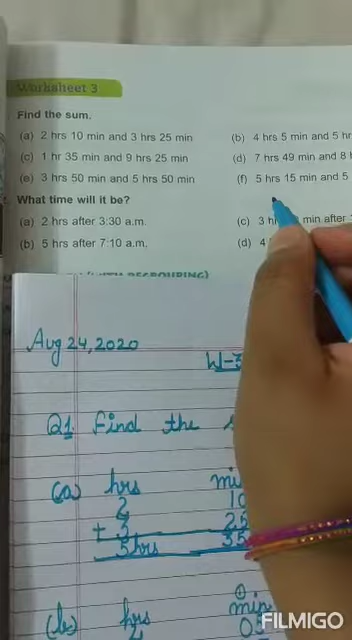 Worksheet 3
Find the sum.
(a) 2 hrs 10 min and 3 hrs 25 min
(b) 4 hrs 5 min and 5 hr
(c) 1 hr 35 min and 9 hrs 25 min
(d) 7 hrs 49 min and 8
(e) 3 hrs 50 min and 5 hrs 50 min
(f) 5 hrs 15 min and 5
What time will it be?
(a) 2 hrs after 3:30 a.m.
(c) 3 min after
(b) 5 hrs after 7:10 a.m.
(d) 4
Aug 24, 2020
W-3
Q1. Find the
(a) hrs
2
10
+ 3
25
5hrs
35
(b) hrs min
FILMIGO